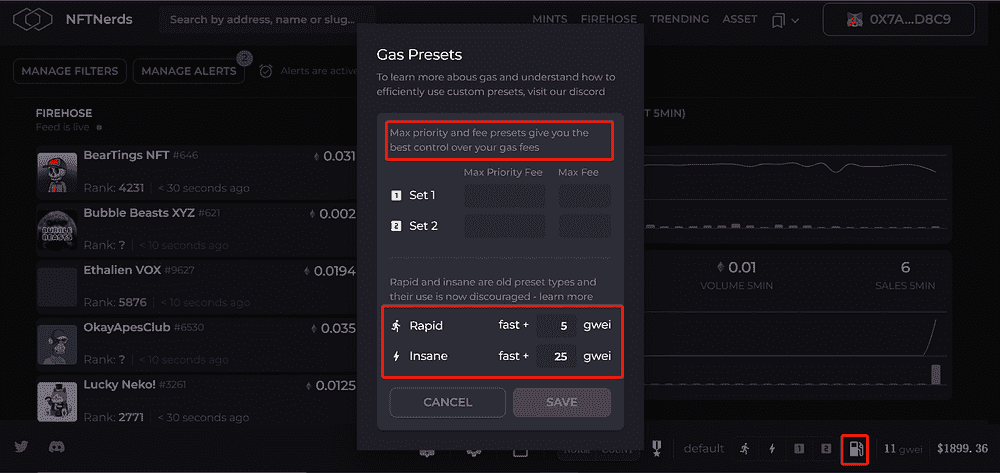 NFTNerds
Search by address, name or slug...
MINTS FIREHOSE TRENDING ASSET
0X7A...D8C9
MANAGE FILTERS
MANAGE ALERTS
2
Alerts are active
FIREHOSE
Feed is live
BearTings NFT #646
0.031
Rank: 4231 < 30 seconds ago
Bubble Beasts XYZ #621
0.002
BUBBLE
BEASTS
Rank: ? < 10 seconds ago
Ethalien VOX #9627
0.0194
Rank: 5876 < 10 seconds ago
OkayApesClub #6530
0.035
Rank: ? < 30 seconds ago
Lucky Neko! #3261
0.0125
Rank: 2771 < 30 seconds ago
Gas Presets
To learn more abous gas and understand how to
efficiently use custom presets, visit our discord
Max priority and fee presets give you the
best control over your gas fees
Max Priority Fee Max Fee
1 Set 1
2 Set 2
Rapid and insane are old preset types and
their use is now discouraged - learn more
Rapid fast + 5 gwei
Insane fast + 25 gwei
CANCEL
SAVE
T 5MIN)
0.01
VOLUME 5MIN
6
SALES 5MIN
default
1
2
11 gwei
$1899.36